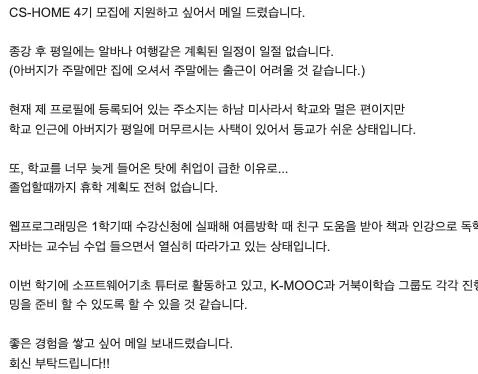 CS-HOME 4기 모집에 지원하고 싶어서 메일 드렸습니다.
종강 후 평일에는 알바나 여행같은 계획된 일정이 일절 없습니다.
(아버지가 주말에만 집에 오셔서 주말에는 출근이 어려울 것 같습니다.)
현재 제 프로필에 등록되어 있는 주소지는 하남 미사라서 학교와 멀은 편이지만
학교 인근에 아버지가 평일에 머무르시는 사택이 있어서 등교가 쉬운 상태입니다.
또, 학교를 너무 늦게 들어온 탓에 취업이 급한 이유로...
졸업할때까지 휴학 계획도 전혀 없습니다.
웹프로그래밍은 1학기때 수강신청에 실패해 여름방학 때 친구 도움을 받아 책과 인강으로 독학
자바는 교수님 수업 들으면서 열심히 따라가고 있는 상태입니다.
이번 학기에 소프트웨어기초 튜터로 활동하고 있고, K-MOOC과 거북이학습 그룹도 각각 진행
밍을 준비 할 수 있도록 할 수 있을 것 같습니다.
좋은 경험을 쌓고 싶어 메일 보내드렸습니다.
회신 부탁드립니다!!